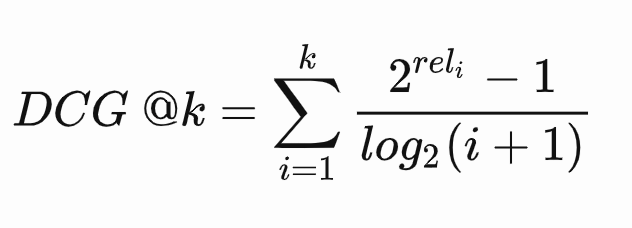 DCG @k = \sum_{i=1}^{k} \frac{2^{rel_i} - 1}{log_2(i + 1)}